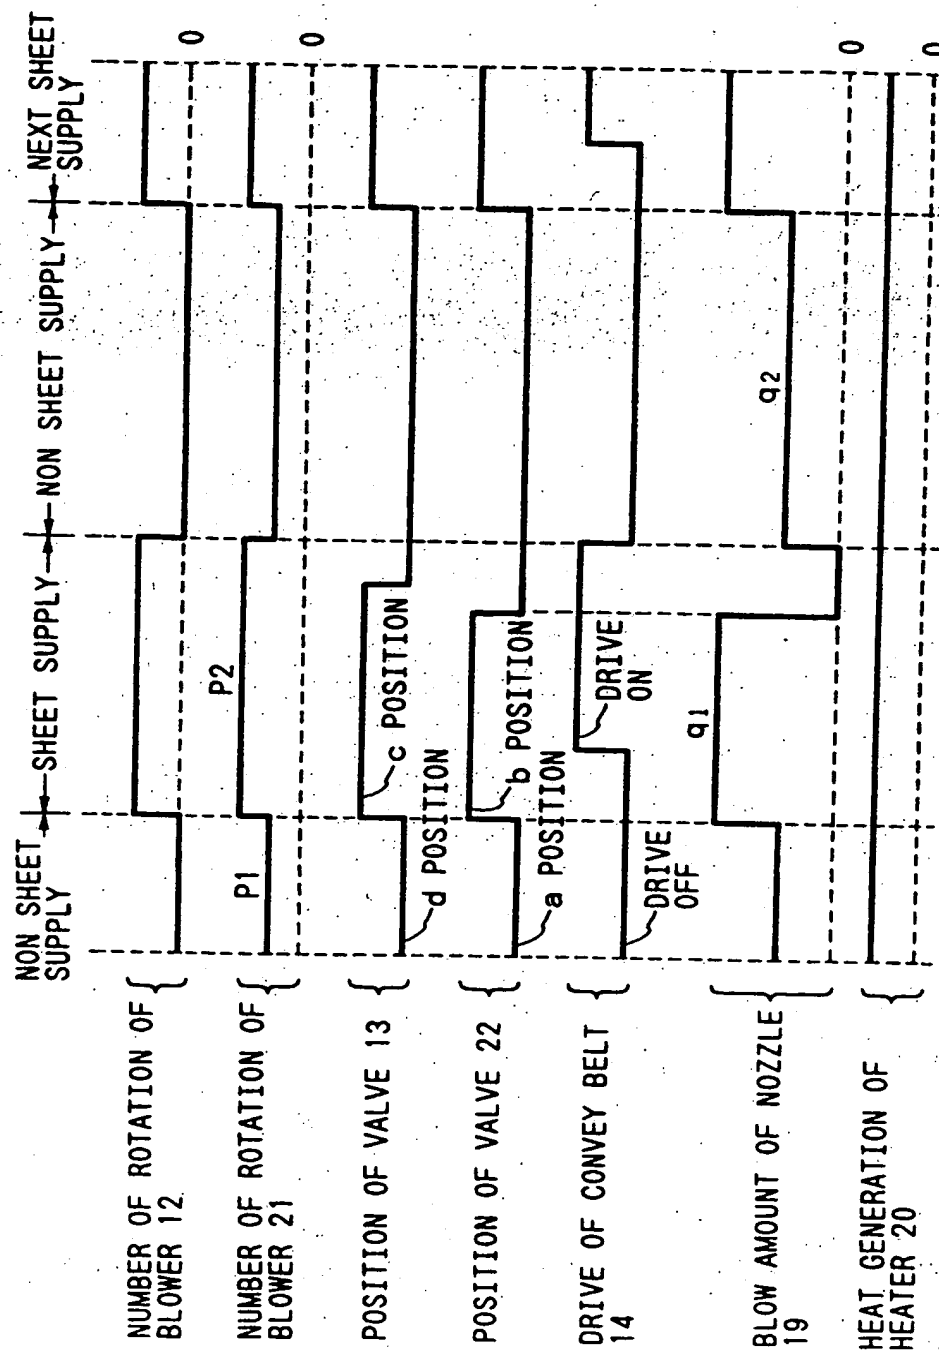 NON SHEET
SUPPLY
SHEET SUPPLY
NON SHEET SUPPLY
NEXT SHEET
SUPPLY
NUMBER OF ROTATION OF
BLOWER 12
0
NUMBER OF ROTATION OF
BLOWER 21
P1
P2
0
POSITION OF VALVE 13
d POSITION
c POSITION
POSITION OF VALVE 22
a POSITION
b POSITION
DRIVE OF CONVEY BELT
14
DRIVE
OFF
DRIVE
ON
BLOW AMOUNT OF NOZZLE
19
q1
q2
0
HEAT GENERATION OF
HEATER 20
0